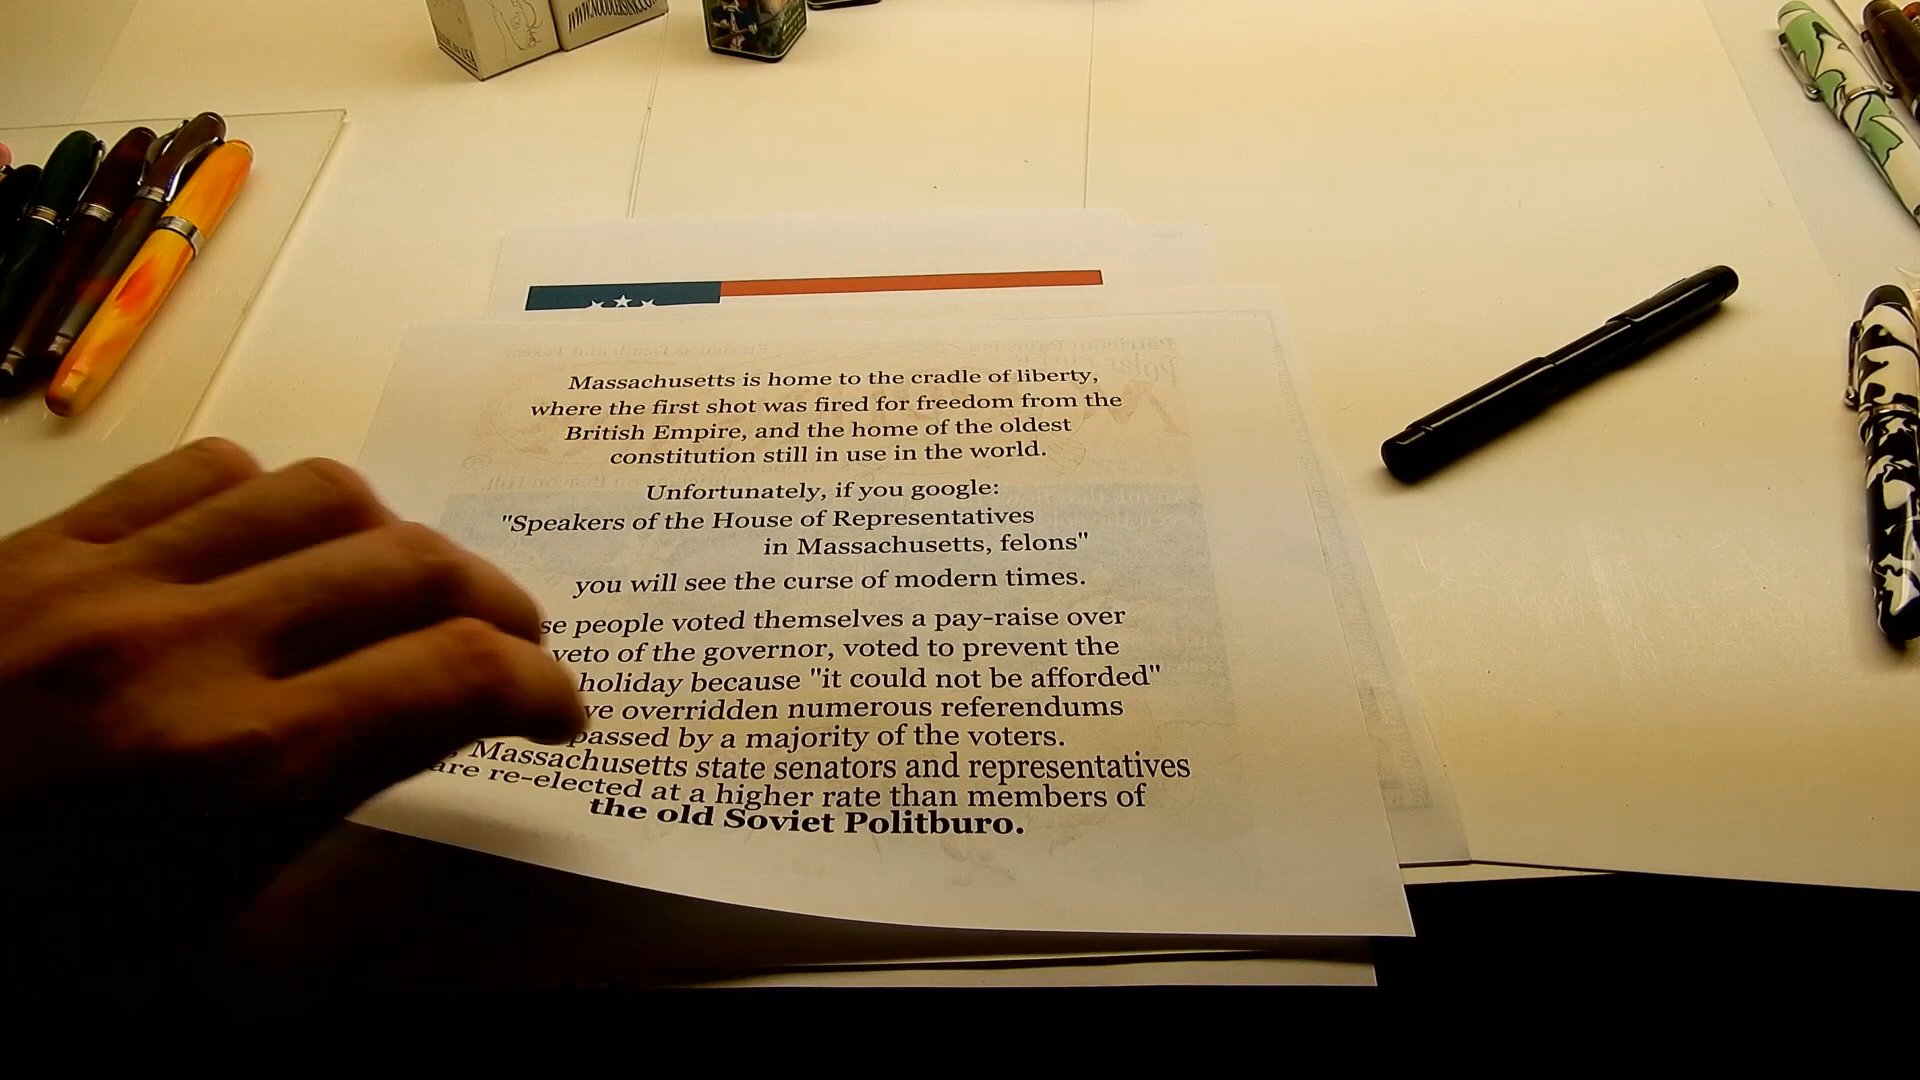 WWW.NOODLERSINK.COM
Massachusetts is home to the cradle of liberty,
where the first shot was fired for freedom from the
British Empire, and the home of the oldest
constitution still in use in the world.
Unfortunately, if you google:
"Speakers of the House of Representatives
in Massachusetts, felons"
you will see the curse of modern times.
se people voted themselves a pay-raise over
veto of the governor, voted to prevent the
holiday because "it could not be afforded"
ve overridden numerous referendums
passed by a majority of the voters.
Massachusetts state senators and representatives
are re-elected at a higher rate than members of
the old Soviet Politburo.